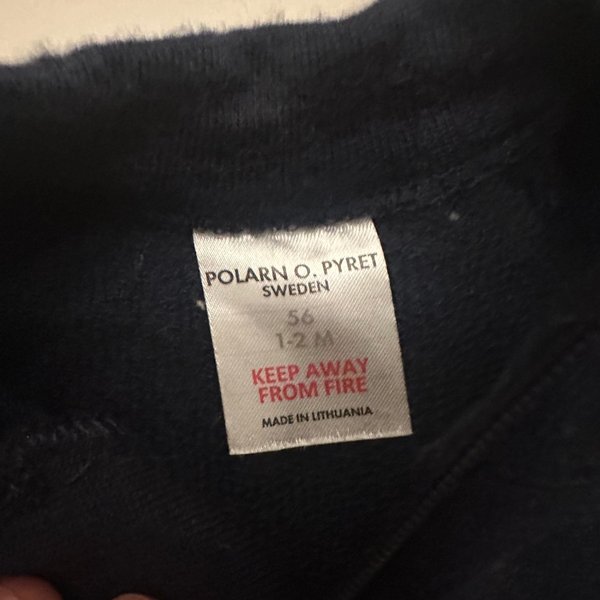 POLARN O. PYRET
SWEDEN
56
1-2 M
KEEP AWAY
FROM FIRE
MADE IN LITHUANIA